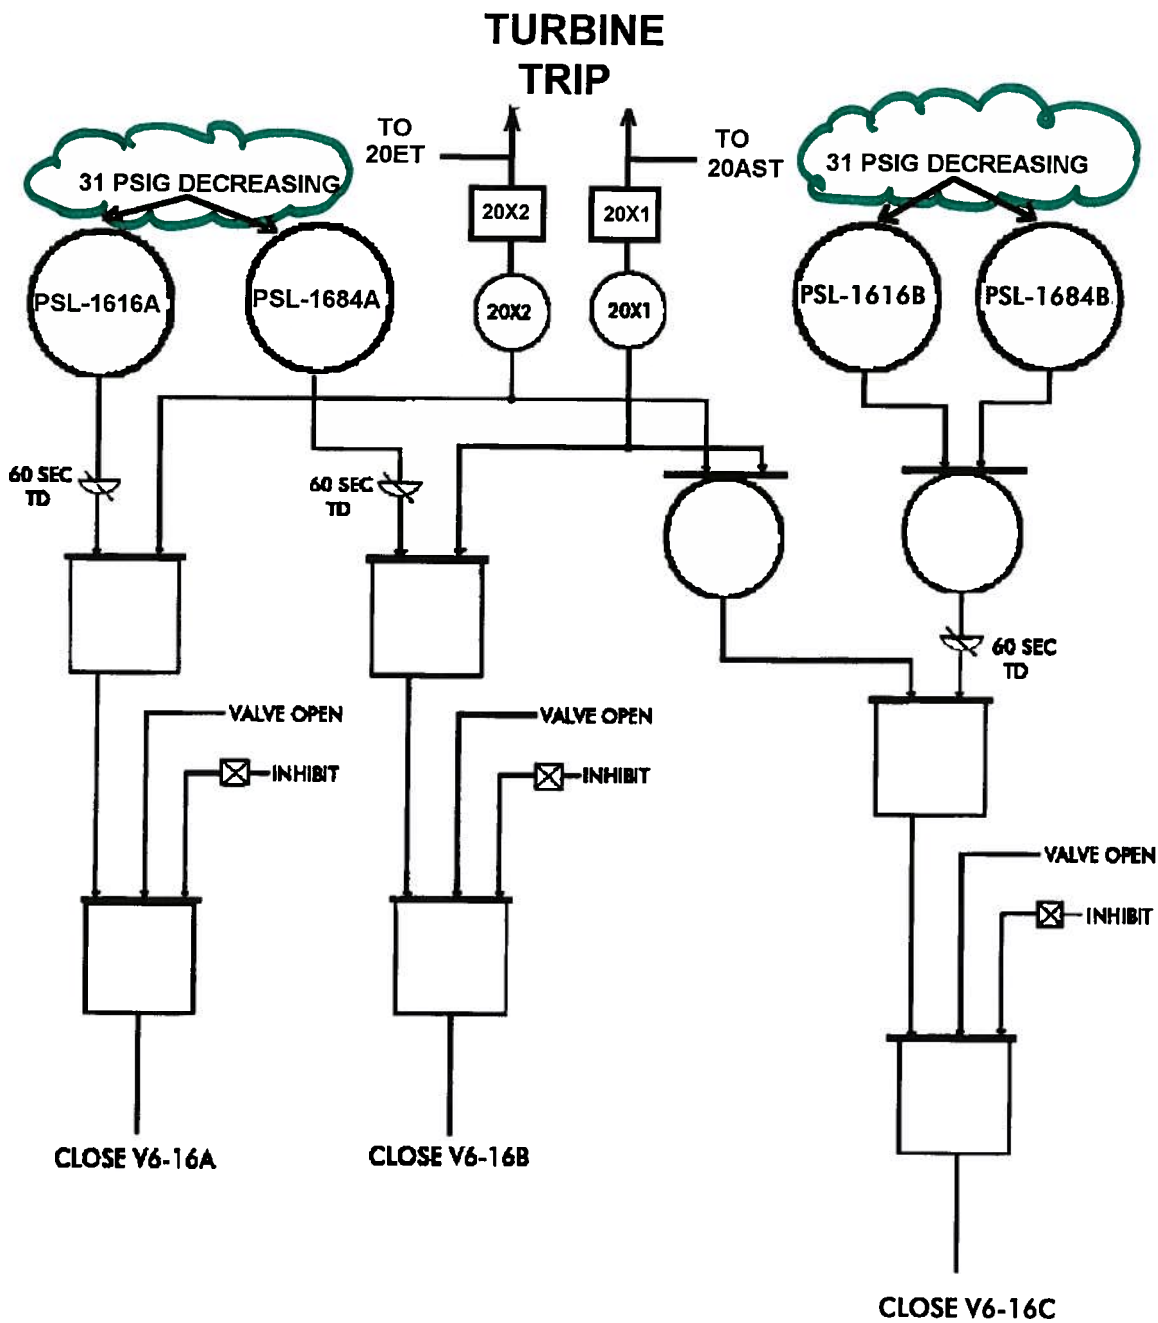 TURBINE
TRIP
TO
20ET
TO
20AST
31 PSIG DECREASING
31 PSIG DECREASING
20X2
20X1
PSL-1616A
PSL-1684A
20X2
20X1
PSL-1616B
PSL-1684B
60 SEC
TD
60 SEC
TD
60 SEC
TD
VALVE OPEN
VALVE OPEN
INHIBIT
INHIBIT
VALVE OPEN
INHIBIT
CLOSE V6-16A
CLOSE V6-16B
CLOSE V6-16C